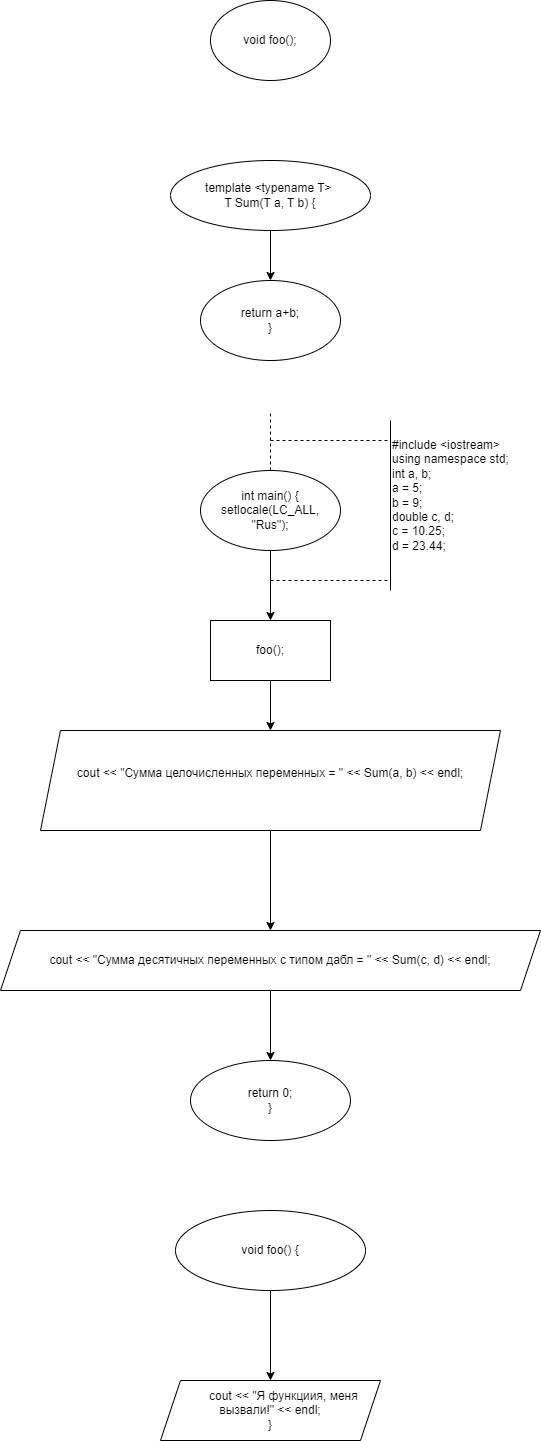 void foo();
template <typename T>
T Sum(T a, T b) {
return a+b;
}
#include <iostream>
using namespace std;
int a, b;
a = 5;
b = 9;
double c, d;
c = 10.25;
d = 23.44;
int main() {
setlocale(LC_ALL,
"Rus");
foo();
cout << "Сумма целочисленных переменных = " << Sum(a, b) << endl;
cout << "Сумма десятичных переменных с типом дабл = " << Sum(c, d) << endl;
return 0;
}
void foo() {
cout << "Я функциия, меня
вызвали!" << endl;
}